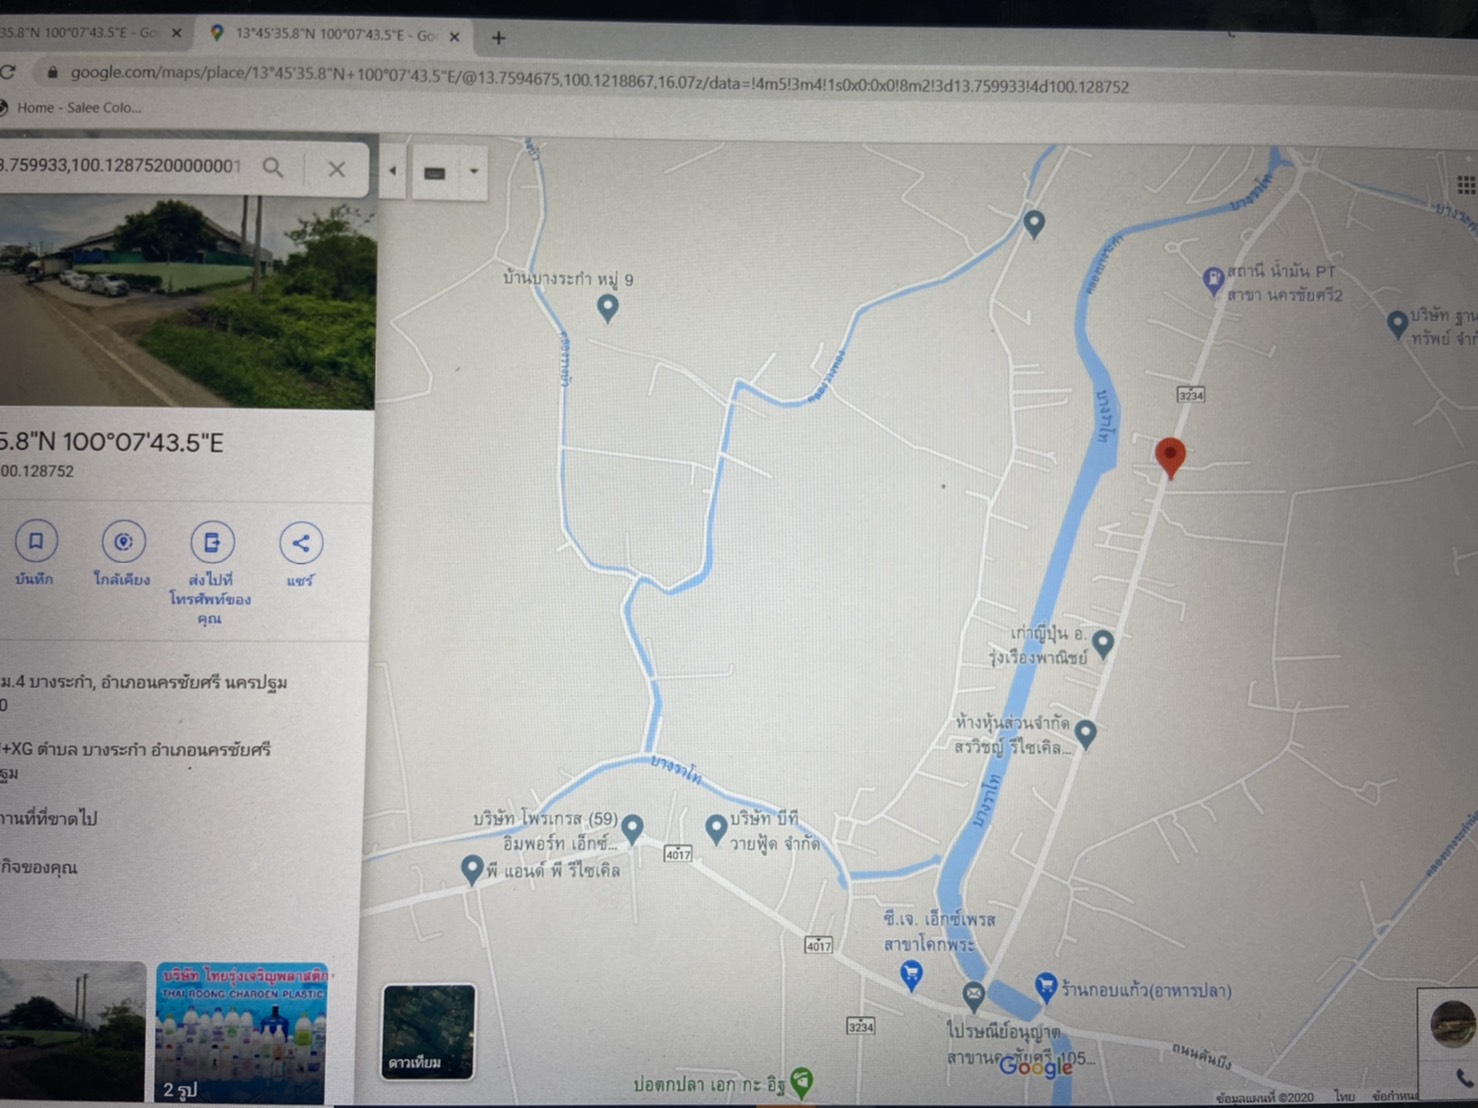 35.8"N 100°07'43.5"E - Go
13°45'35.8"N 100°07'43.5"E - Go
google.com/maps/place/13°45'35.8"N+100°07'43.5"E/@13.7594675,100.1218867,16.07z/data=!4m5!3m4!1s0x0:0x0!8m2!3d13.759933!4d100.128752
Home - Salee Colo...
3.759933,100.12875200000001
5.8"N 100°07'43.5"E
00.128752
บันทึก
ใกล้เคียง
ส่งไปที่
โทรศัพท์ของ
คุณ
แชร์
ม.4 บางระกำ, อำเภอนครชัยศรี นครปฐม
0
+XG ตำบล บางระกำ อำเภอนครชัยศรี
ฐม
านที่ที่ขาดไป
กิจของคุณ
บริษัท ไทยรุ่งเจริญพลาสติก
THAI ROONG CHAROEN PLASTIC
2 รูป
บ้านบางระกำ หมู่ 9
บางราโท
สถานี น้ำมัน PT
สาขา นครชัยศรี2
บริษัท ฐาน
ทรัพย์ จำกั
3234
บางราโท
เก่าญี่ปุ่น อ.
รุ่งเรืองพาณิชย์
ห้างหุ้นส่วนจำกัด
สรวิชญ์ รีไซเคิล...
บางราโท
บางราโท
บริษัท โพรเกรส (59)
อิมพอร์ท เอ็กซ์...
บริษัท บีที
วายฟู้ด จำกัด
4017
พี แอนด์ พี รีไซเคิล
ซี.เจ. เอ็กซ์เพรส
สาขาโคกพระ
4017
ร้านกอบแก้ว(อาหารปลา)
3234
ไปรษณีย์อนุญาต
สาขานครชัยศรี 105...
ถนนคันบึง
Google
ดาวเทียม
บ่อตกปลา เอก กะ อิฐ
ข้อมูลแผนที่ ©2020
ไทย
ข้อกำหน